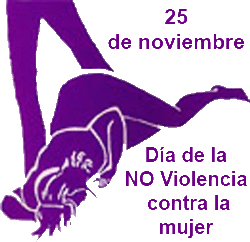 25
de noviembre
Día de la
NO Violencia
contra la
mujer